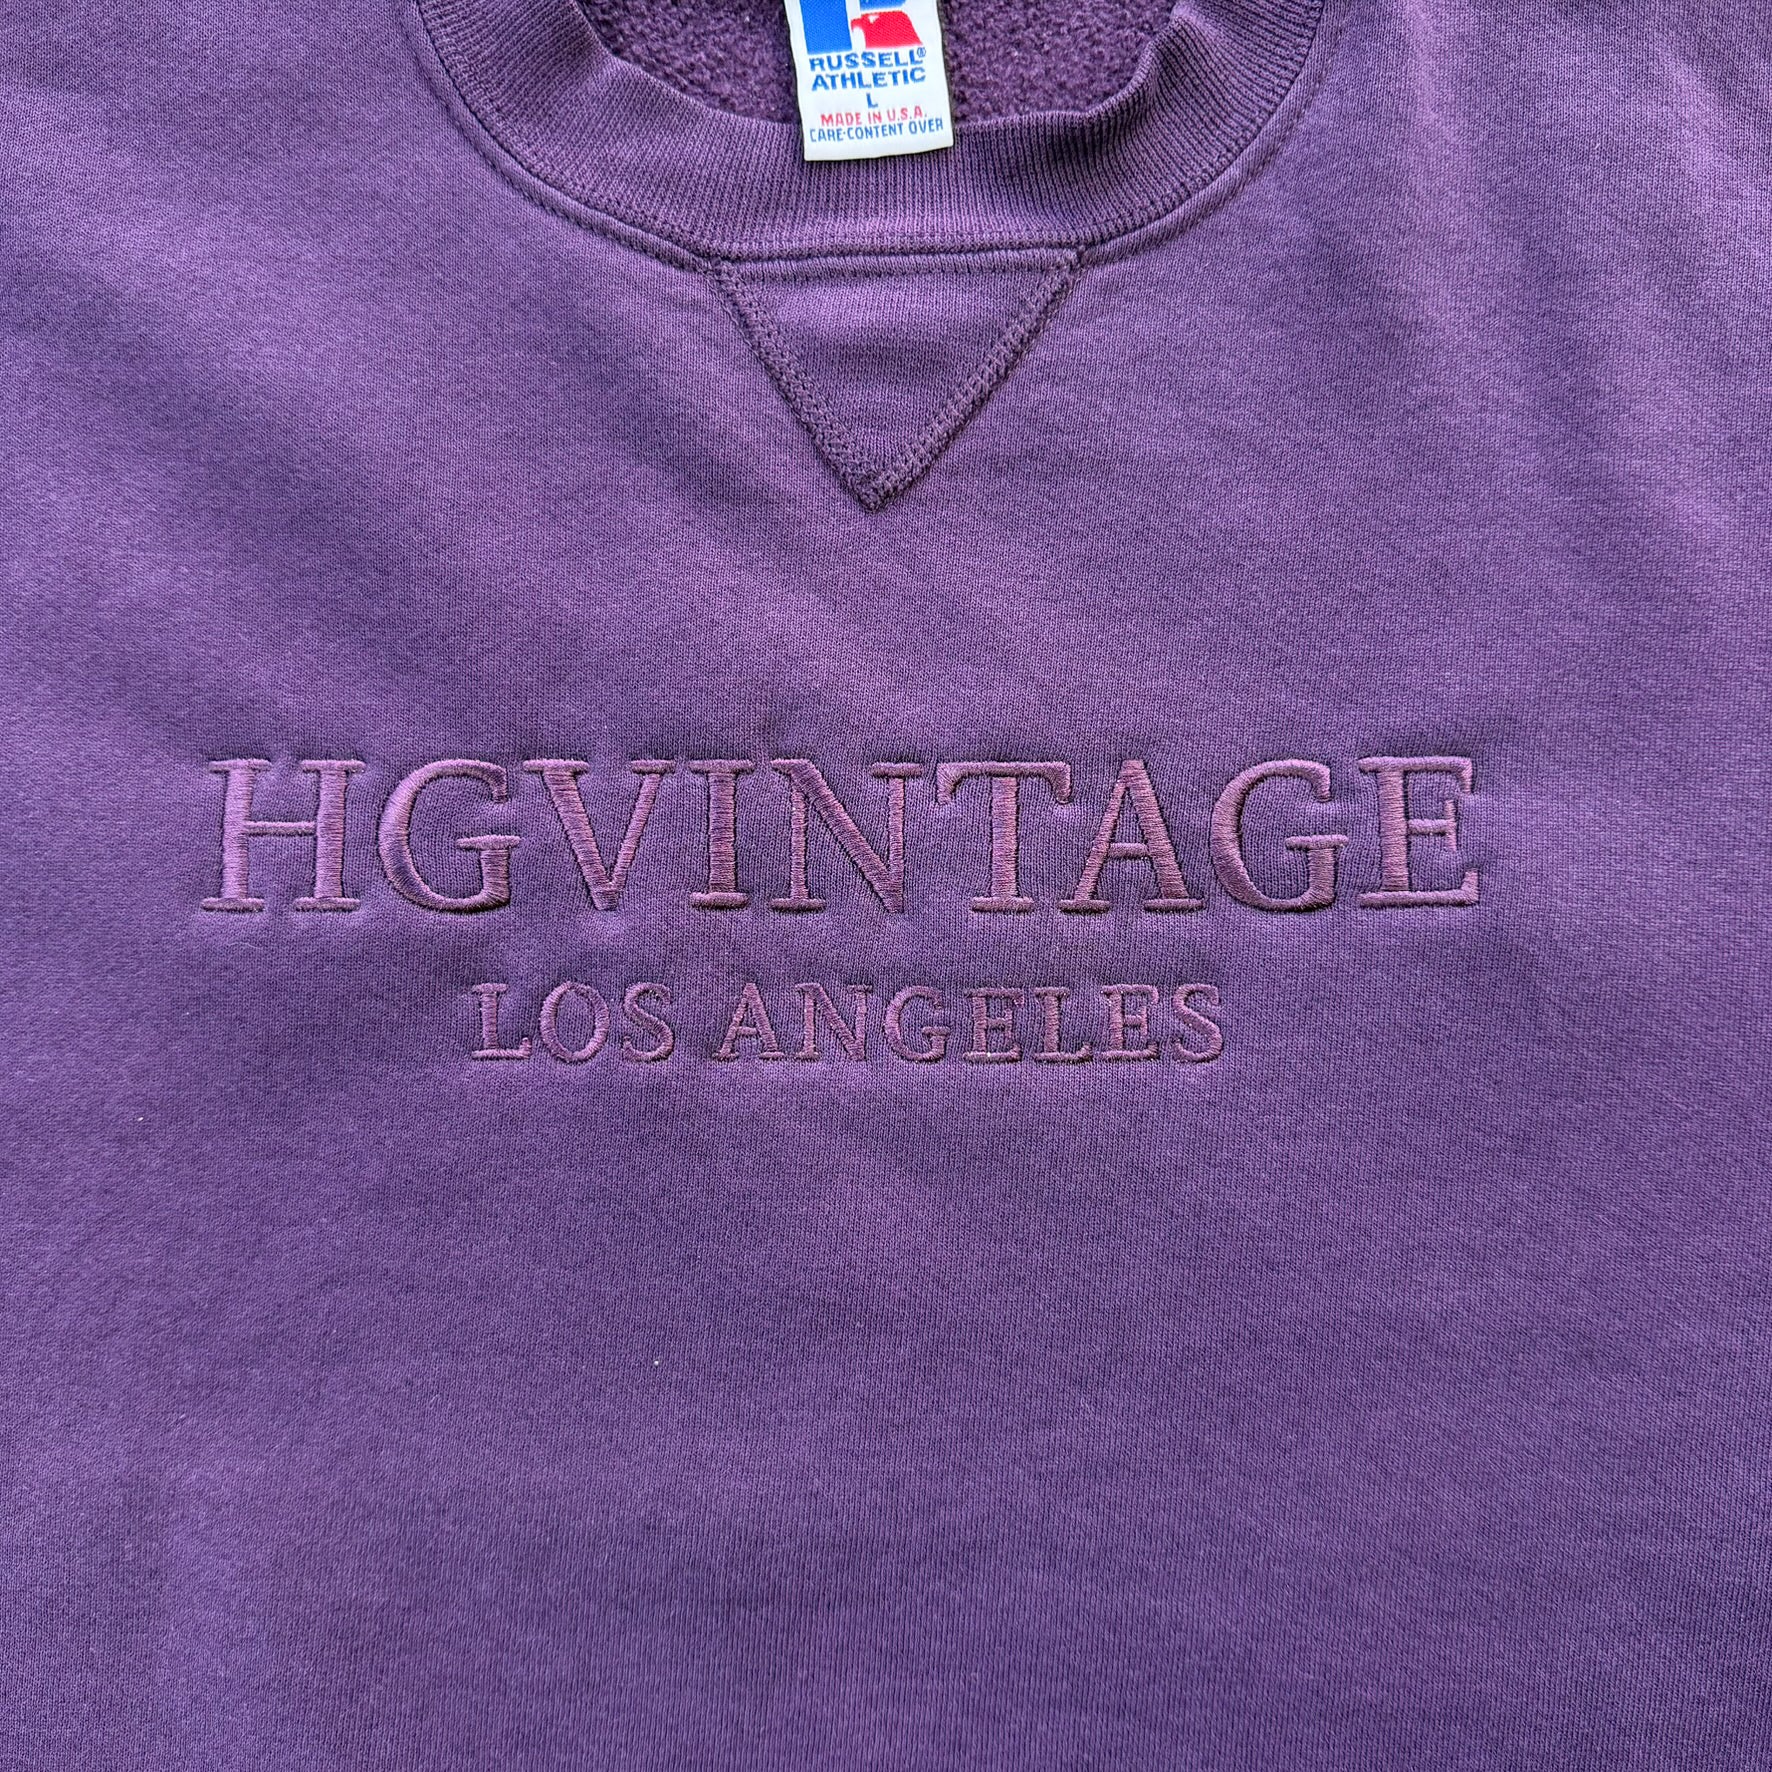 RUSSELL®
ATHLETIC
L
MADE IN U.S.A.
CARE-CONTENT OVER
HGVINTAGE
LOS ANGELES